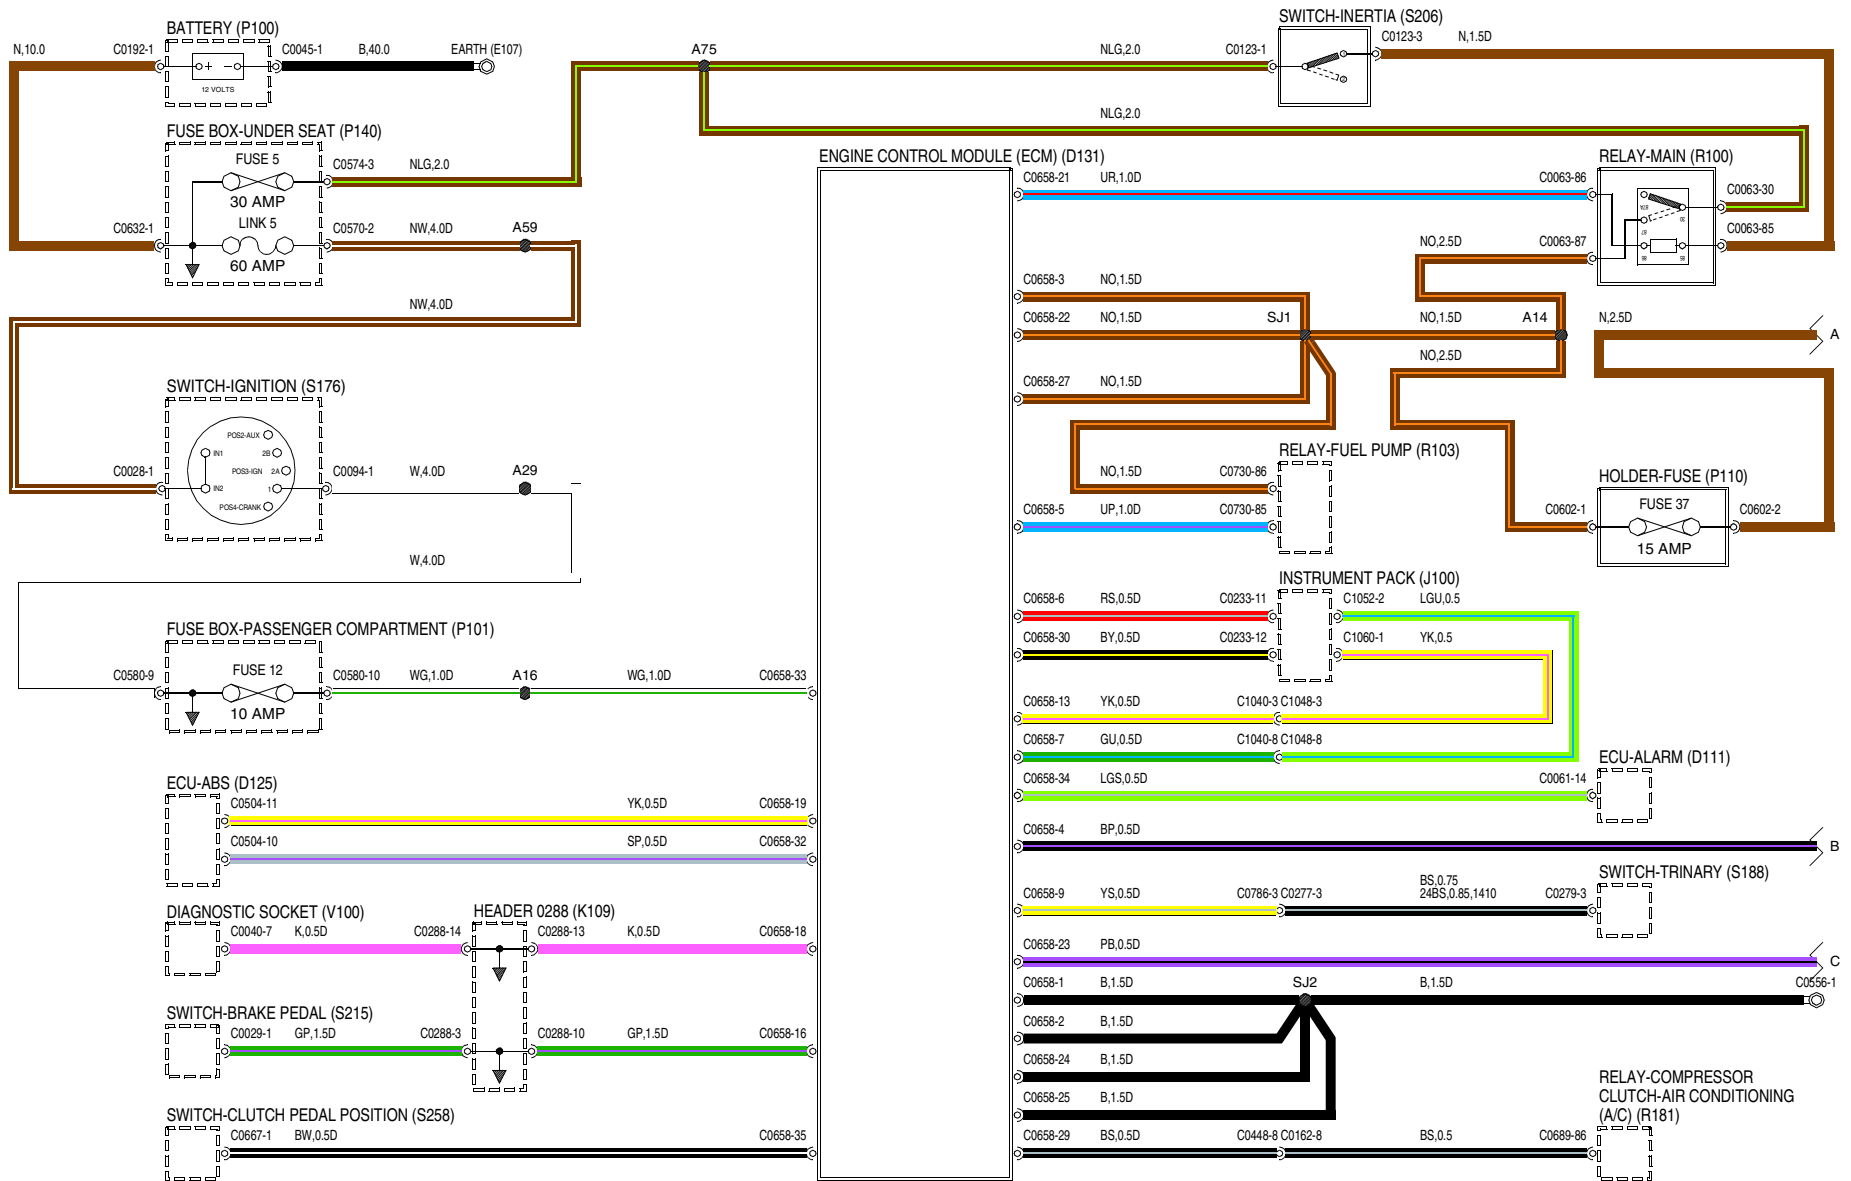 BATTERY (P100)
N,10.0
C0192-1
C0045-1
B,40.0
EARTH (E107)
+ −
12 VOLTS
A75
NLG,2.0
SWITCH-INERTIA (S206)
C0123-1
C0123-3
N,1.5D
NLG,2.0
FUSE BOX-UNDER SEAT (P140)
FUSE 5
C0574-3
NLG,2.0
30 AMP
LINK 5
C0632-1
C0570-2
NW,4.0D
A59
60 AMP
NW,4.0D
ENGINE CONTROL MODULE (ECM) (D131)
C0658-21
UR,1.0D
C0063-86
RELAY-MAIN (R100)
C0063-30
C0063-85
87A
30
87
86
85
NO,2.5D
C0063-87
C0658-3
NO,1.5D
C0658-22
NO,1.5D
SJ1
NO,1.5D
A14
N,2.5D
A
NO,2.5D
C0658-27
NO,1.5D
SWITCH-IGNITION (S176)
POS2-AUX
IN1
2B
POS3-IGN
2A
IN2
1
POS4-CRANK
C0028-1
C0094-1
W,4.0D
A29
W,4.0D
RELAY-FUEL PUMP (R103)
NO,1.5D
C0730-86
C0658-5
UP,1.0D
C0730-85
HOLDER-FUSE (P110)
C0602-1
FUSE 37
C0602-2
15 AMP
INSTRUMENT PACK (J100)
C0658-6
RS,0.5D
C0233-11
C1052-2
LGU,0.5
C0658-30
BY,0.5D
C0233-12
C1060-1
YK,0.5
FUSE BOX-PASSENGER COMPARTMENT (P101)
C0580-9
FUSE 12
C0580-10
WG,1.0D
A16
WG,1.0D
C0658-33
10 AMP
C0658-13
YK,0.5D
C1040-3 C1048-3
C0658-7
GU,0.5D
C1040-8 C1048-8
C0658-34
LGS,0.5D
C0061-14
ECU-ALARM (D111)
ECU-ABS (D125)
C0504-11
YK,0.5D
C0658-19
C0504-10
SP,0.5D
C0658-32
C0658-4
BP,0.5D
B
SWITCH-TRINARY (S188)
C0658-9
YS,0.5D
C0786-3 C0277-3
BS,0.75
24BS,0.85,1410
C0279-3
DIAGNOSTIC SOCKET (V100)
HEADER 0288 (K109)
C0040-7
K,0.5D
C0288-14
C0288-13
K,0.5D
C0658-18
C0658-23
PB,0.5D
C
C0658-1
B,1.5D
SJ2
B,1.5D
C0556-1
SWITCH-BRAKE PEDAL (S215)
C0029-1
GP,1.5D
C0288-3
C0288-10
GP,1.5D
C0658-16
C0658-2
B,1.5D
C0658-24
B,1.5D
C0658-25
B,1.5D
SWITCH-CLUTCH PEDAL POSITION (S258)
C0667-1
BW,0.5D
C0658-35
C0658-29
BS,0.5D
C0448-8 C0162-8
BS,0.5
C0689-86
RELAY-COMPRESSOR
CLUTCH-AIR CONDITIONING
(A/C) (R181)